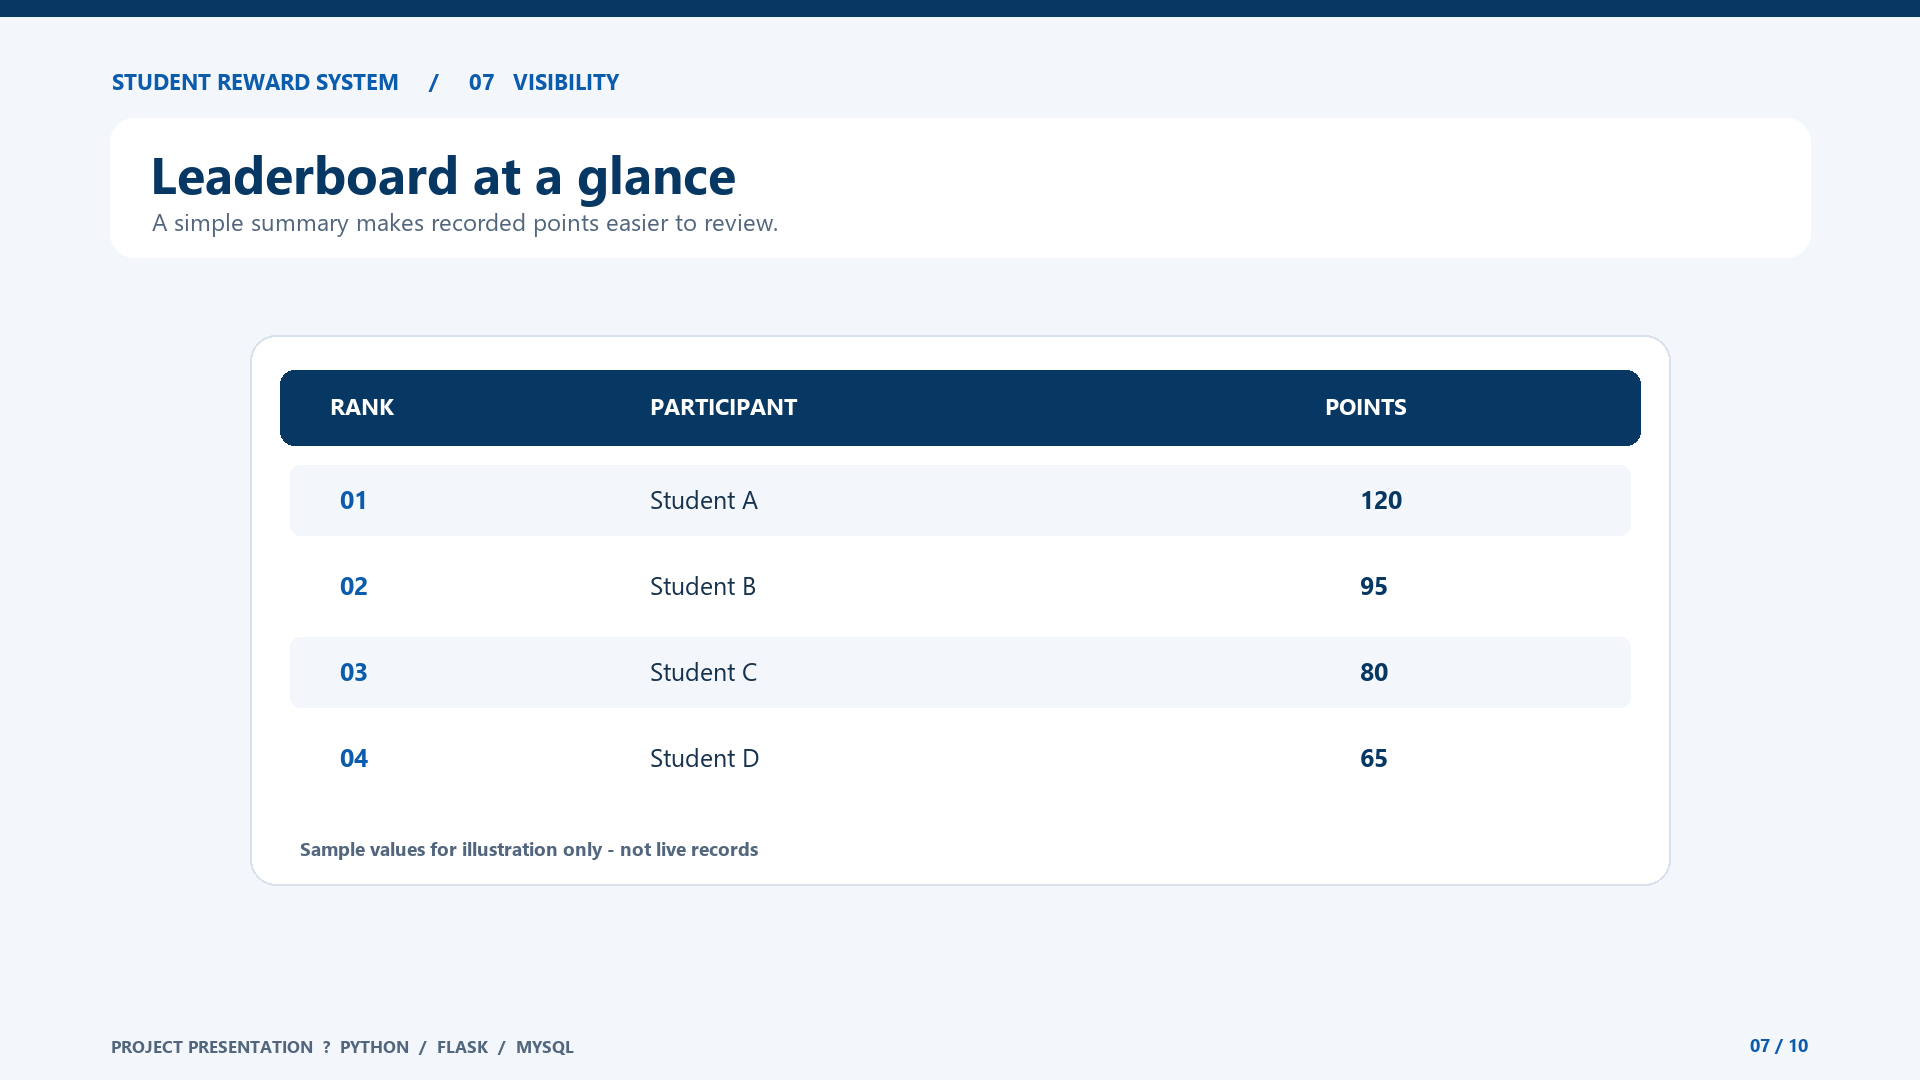 STUDENT REWARD SYSTEM / 07 VISIBILITY
Leaderboard at a glance
A simple summary makes recorded points easier to review.
RANK PARTICIPANT POINTS
01 Student A 120
02 Student B 95
03 Student C 80
04 Student D 65
Sample values for illustration only - not live records
PROJECT PRESENTATION ? PYTHON / FLASK / MYSQL
07 / 10